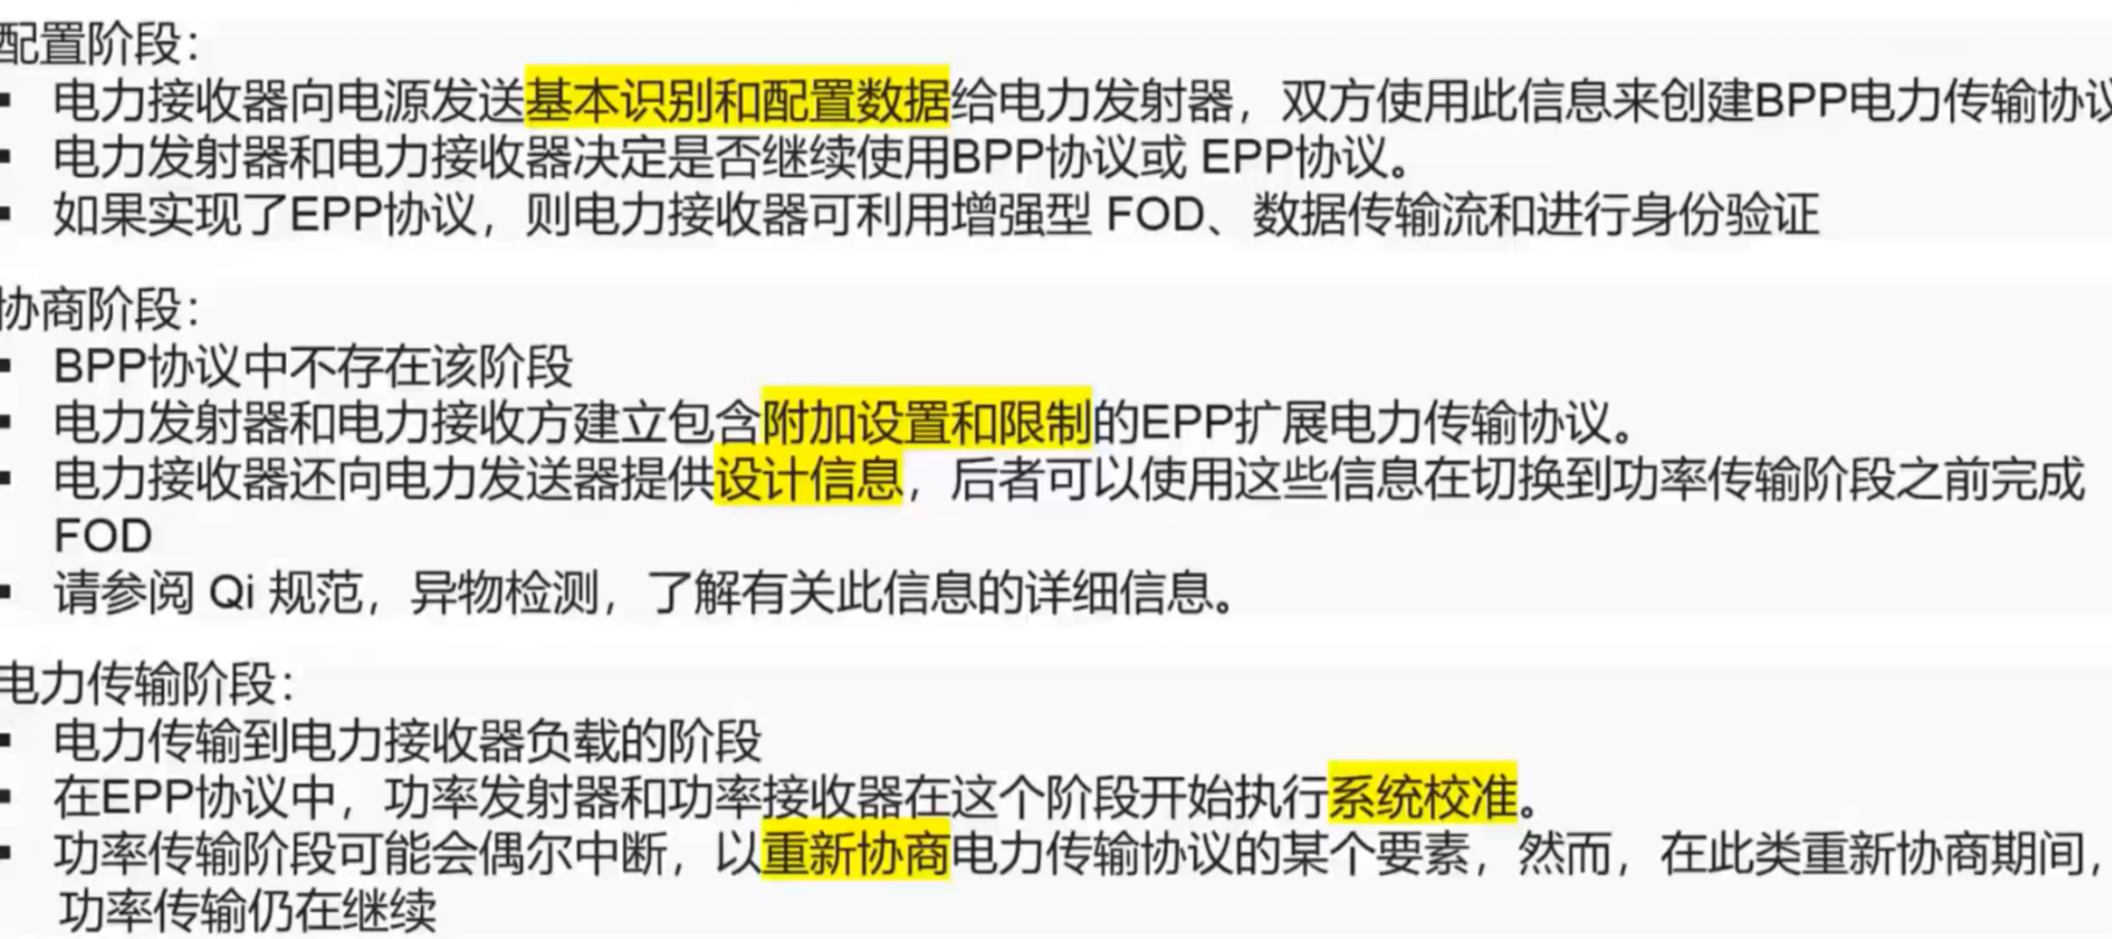 配置阶段：
▪ 电力接收器向电源发送基本识别和配置数据给电力发射器，双方使用此信息来创建BPP电力传输协议
▪ 电力发射器和电力接收器决定是否继续使用BPP协议或 EPP协议。
▪ 如果实现了EPP协议，则电力接收器可利用增强型 FOD、数据传输流和进行身份验证
协商阶段：
▪ BPP协议中不存在该阶段
▪ 电力发射器和电力接收方建立包含附加设置和限制的EPP扩展电力传输协议。
▪ 电力接收器还向电力发送器提供设计信息，后者可以使用这些信息在切换到功率传输阶段之前完成
FOD
▪ 请参阅 Qi 规范，异物检测，了解有关此信息的详细信息。
电力传输阶段：
▪ 电力传输到电力接收器负载的阶段
▪ 在EPP协议中，功率发射器和功率接收器在这个阶段开始执行系统校准。
▪ 功率传输阶段可能会偶尔中断，以重新协商电力传输协议的某个要素，然而，在此类重新协商期间，
功率传输仍在继续